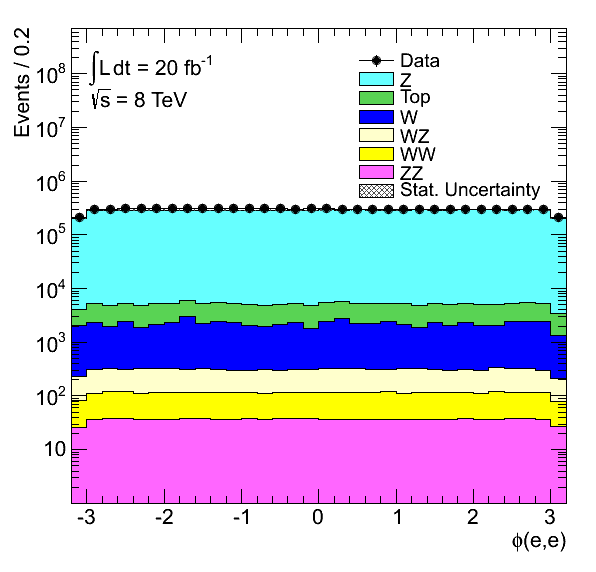 Events / 0.2
∫L dt = 20 fb⁻¹
√s = 8 TeV
Data
Z
Top
W
WZ
WW
ZZ
Stat. Uncertainty
10⁸
10⁷
10⁶
10⁵
10⁴
10³
10²
10
-3 -2 -1 0 1 2 3
ϕ(e,e)